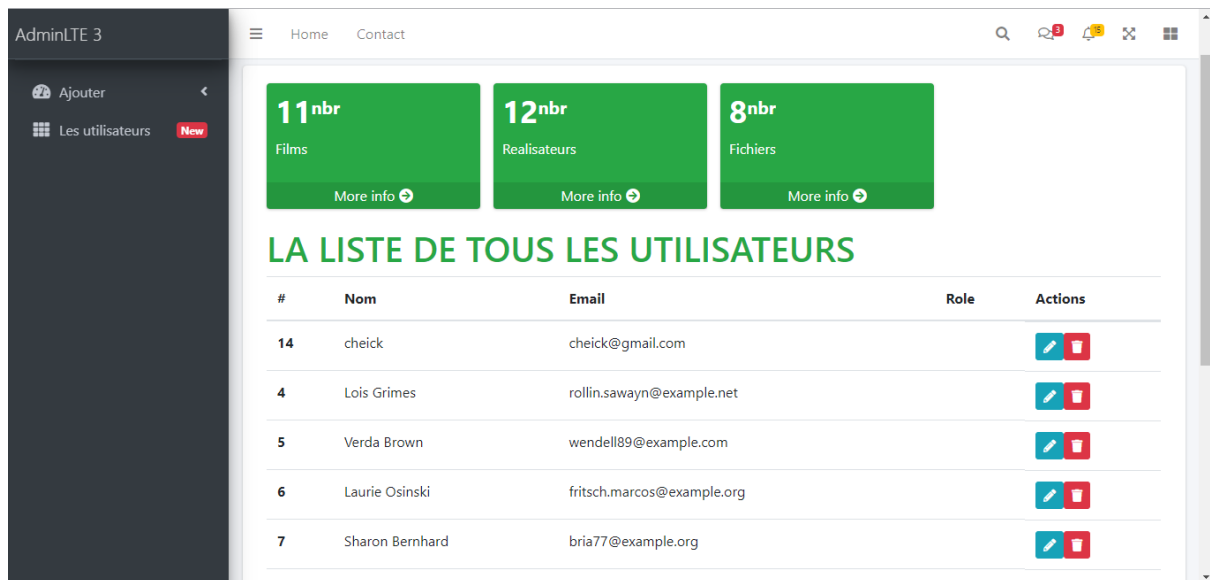 AdminLTE 3
Home Contact
3
15
Ajouter
Les utilisateurs New
11nbr
Films
More info
12nbr
Realisateurs
More info
8nbr
Fichiers
More info
LA LISTE DE TOUS LES UTILISATEURS
# Nom Email Role Actions
14 cheick cheick@gmail.com
4 Lois Grimes rollin.sawayn@example.net
5 Verda Brown wendell89@example.com
6 Laurie Osinski fritsch.marcos@example.org
7 Sharon Bernhard bria77@example.org